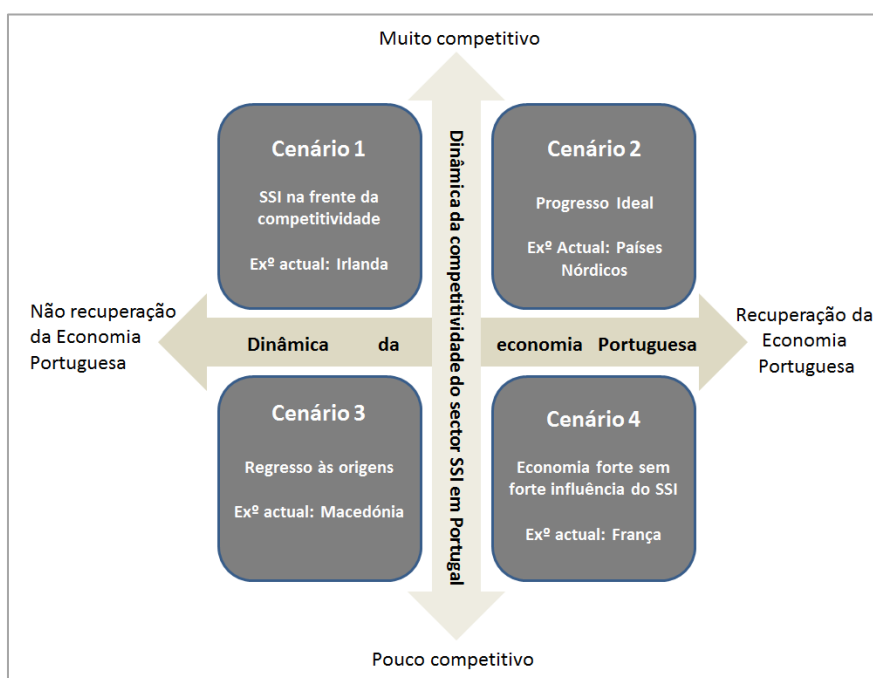 Muito competitivo
Cenário 1
SSI na frente da
competitividade
Exº actual: Irlanda
Cenário 2
Progresso Ideal
Exº Actual: Países
Nórdicos
Dinâmica da competitividade do sector SSI em Portugal
Não recuperação
da Economia
Portuguesa
Dinâmica da economia Portuguesa
Recuperação da
Economia
Portuguesa
Cenário 3
Regresso às origens
Exº actual: Macedónia
Cenário 4
Economia forte sem
forte influência do SSI
Exº actual: França
Pouco competitivo